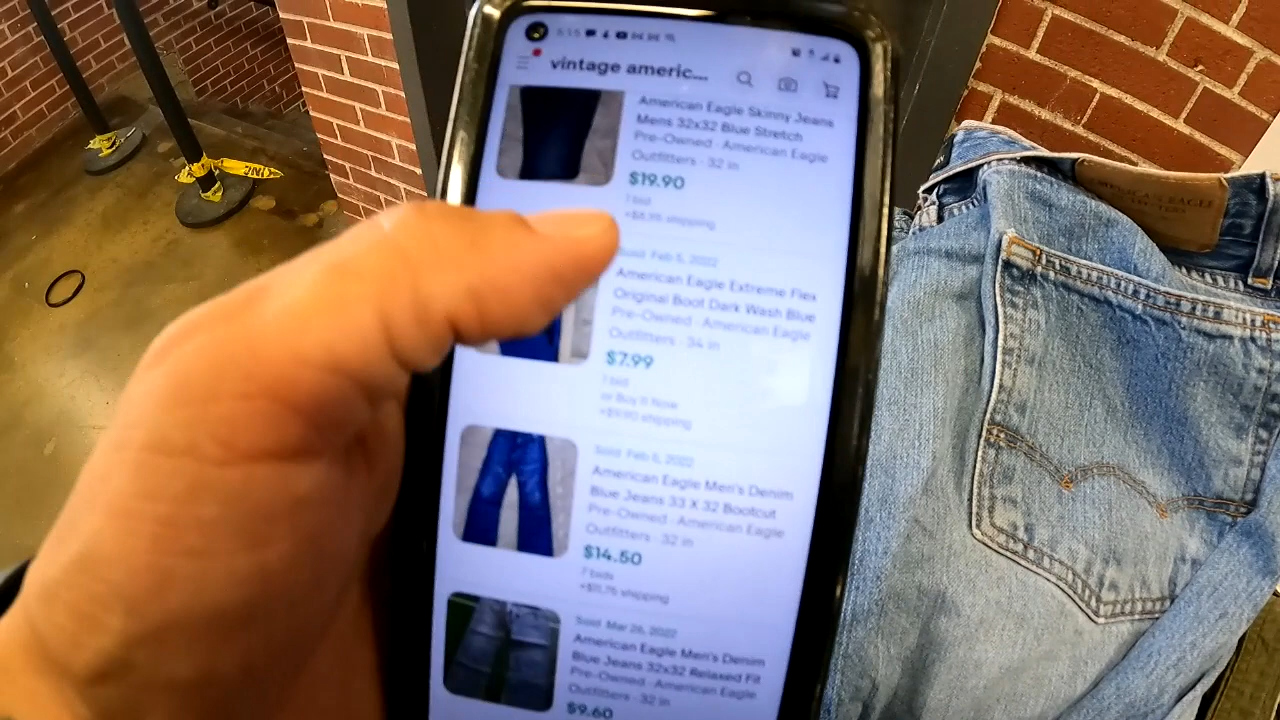 vintage americ...
American Eagle Skinny Jeans
Mens 32x32 Blue Stretch
Pre-Owned · American Eagle
Outfitters · 32 in
$19.90
1 bid
shipping
Sold Feb 5, 2022
American Eagle Extreme Flex
Original Boot Dark Wash Blue
Pre-Owned · American Eagle
Outfitters · 34 in
$7.99
1 bid
or Buy It Now
shipping
Sold Feb 5, 2022
American Eagle Men's Denim
Blue Jeans 33 X 32 Bootcut
Pre-Owned · American Eagle
Outfitters · 32 in
$14.50
7 bids
+$11.75 shipping
Sold Mar 26, 2022
American Eagle Men's Denim
Blue Jeans 32x32 Relaxed Fit
Pre-Owned · American Eagle
Outfitters · 32 in
$9.60
AMERICAN EAGLE